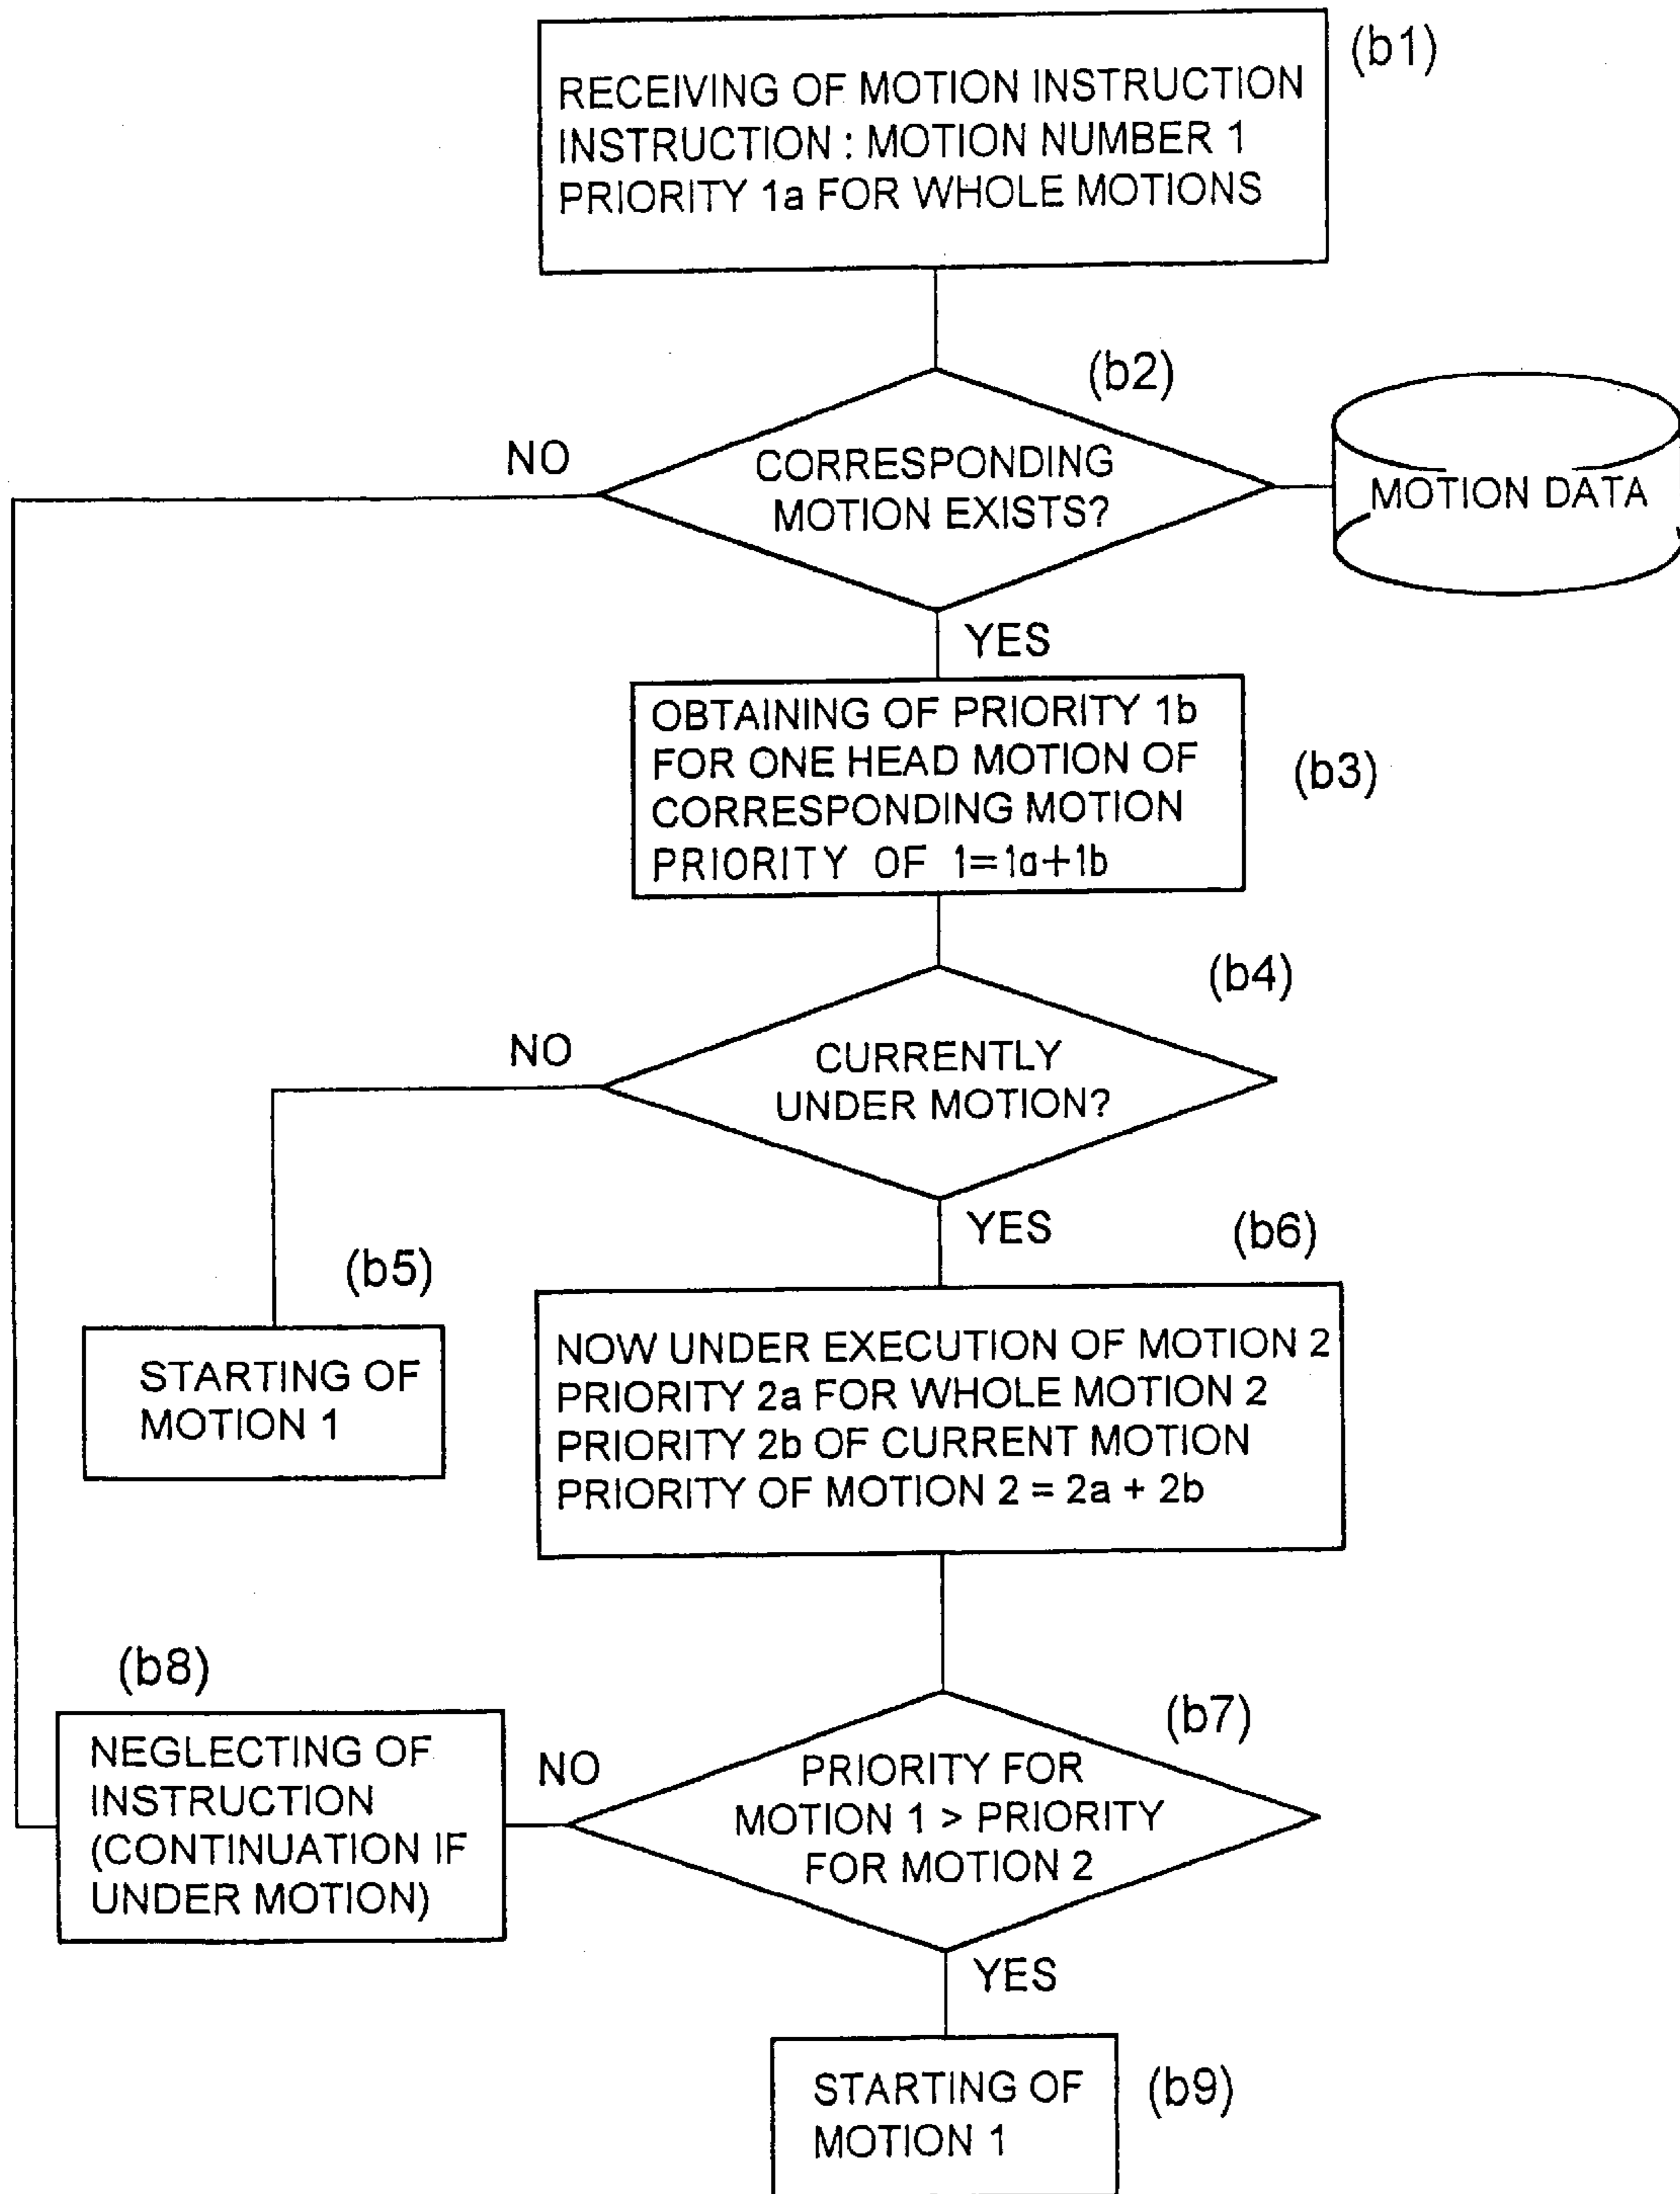 (b1)
RECEIVING OF MOTION INSTRUCTION
INSTRUCTION : MOTION NUMBER 1
PRIORITY 1a FOR WHOLE MOTIONS
(b2)
NO
CORRESPONDING
MOTION EXISTS?
MOTION DATA
YES
OBTAINING OF PRIORITY 1b
FOR ONE HEAD MOTION OF
CORRESPONDING MOTION
PRIORITY OF 1=1a+1b
(b3)
(b4)
NO
CURRENTLY
UNDER MOTION?
YES
(b5)
STARTING OF
MOTION 1
(b6)
NOW UNDER EXECUTION OF MOTION 2
PRIORITY 2a FOR WHOLE MOTION 2
PRIORITY 2b OF CURRENT MOTION
PRIORITY OF MOTION 2 = 2a + 2b
(b7)
PRIORITY FOR
MOTION 1 > PRIORITY
FOR MOTION 2
NO
(b8)
NEGLECTING OF
INSTRUCTION
(CONTINUATION IF
UNDER MOTION)
YES
STARTING OF
MOTION 1
(b9)